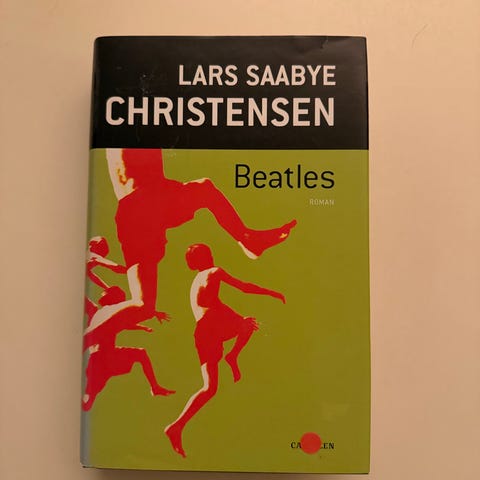 LARS SAABYE
CHRISTENSEN
Beatles
ROMAN